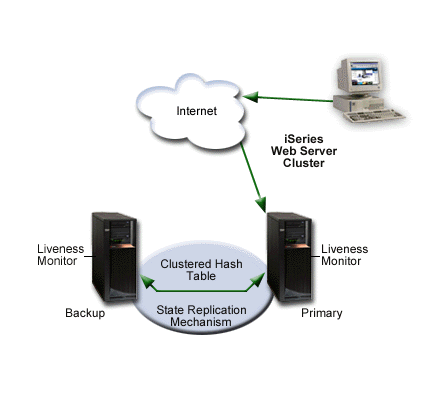 Internet
iSeries
Web Server
Cluster
Liveness
Monitor
Clustered Hash
Table
Liveness
Monitor
State Replication
Mechanism
Backup
Primary